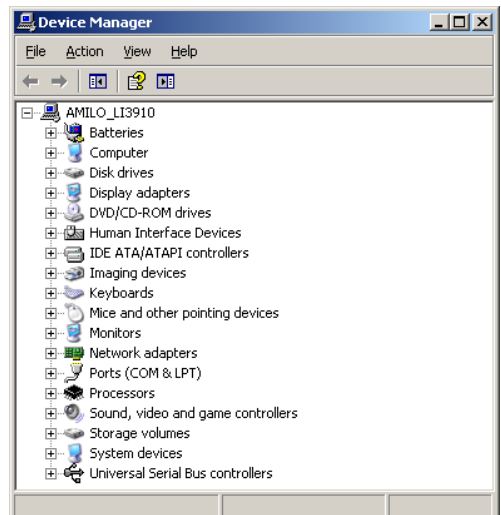 Device Manager
File Action View Help
AMILO_LI3910
Batteries
Computer
Disk drives
Display adapters
DVD/CD-ROM drives
Human Interface Devices
IDE ATA/ATAPI controllers
Imaging devices
Keyboards
Mice and other pointing devices
Monitors
Network adapters
Ports (COM & LPT)
Processors
Sound, video and game controllers
Storage volumes
System devices
Universal Serial Bus controllers